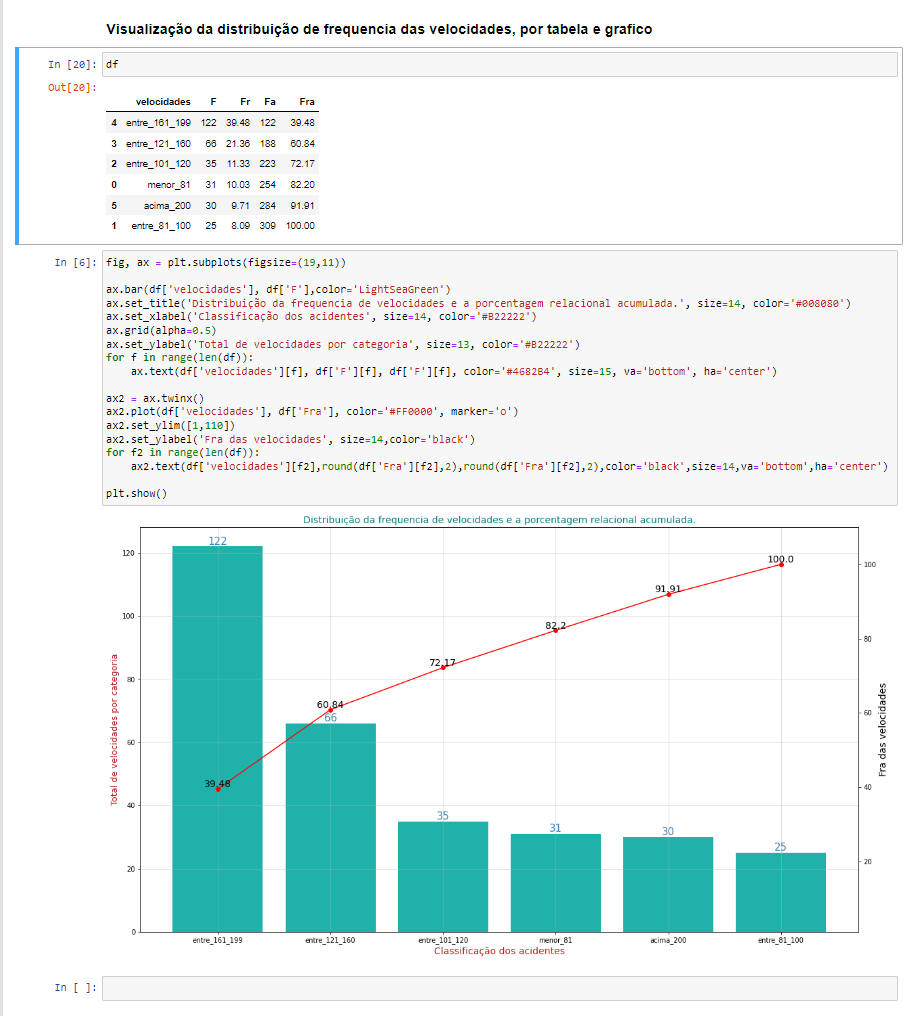 Visualização da distribuição de frequencia das velocidades, por tabela e grafico
In [20]: df
Out[20]:
velocidades F Fr Fa Fra
4 entre_161_199 122 39.48 122 39.48
3 entre_121_160 66 21.36 188 60.84
2 entre_101_120 35 11.33 223 72.17
0 menor_81 31 10.03 254 82.20
5 acima_200 30 9.71 284 91.91
1 entre_81_100 25 8.09 309 100.00
In [6]: fig, ax = plt.subplots(figsize=(19,11))
ax.bar(df['velocidades'], df['F'],color='LightSeaGreen')
ax.set_title('Distribuição da frequencia de velocidades e a porcentagem relacional acumulada.', size=14, color='#008080')
ax.set_xlabel('Classificação dos acidentes', size=14, color='#B22222')
ax.grid(alpha=0.5)
ax.set_ylabel('Total de velocidades por categoria', size=13, color='#B22222')
for f in range(len(df)):
    ax.text(df['velocidades'][f], df['F'][f], df['F'][f], color='#4682B4', size=15, va='bottom', ha='center')
ax2 = ax.twinx()
ax2.plot(df['velocidades'], df['Fra'], color='#FF0000', marker='o')
ax2.set_ylim([1,110])
ax2.set_ylabel('Fra das velocidades', size=14,color='black')
for f2 in range(len(df)):
    ax2.text(df['velocidades'][f2],round(df['Fra'][f2],2),round(df['Fra'][f2],2),color='black',size=14,va='bottom',ha='center')
plt.show()
Distribuição da frequencia de velocidades e a porcentagem relacional acumulada.
Total de velocidades por categoria
120
100
80
60
40
20
0
122
66
35
31
30
25
39.48
60.84
72.17
82.2
91.91
100.0
100
80
60
40
20
Fra das velocidades
entre_161_199 entre_121_160 entre_101_120 menor_81 acima_200 entre_81_100
Classificação dos acidentes
In [ ]: